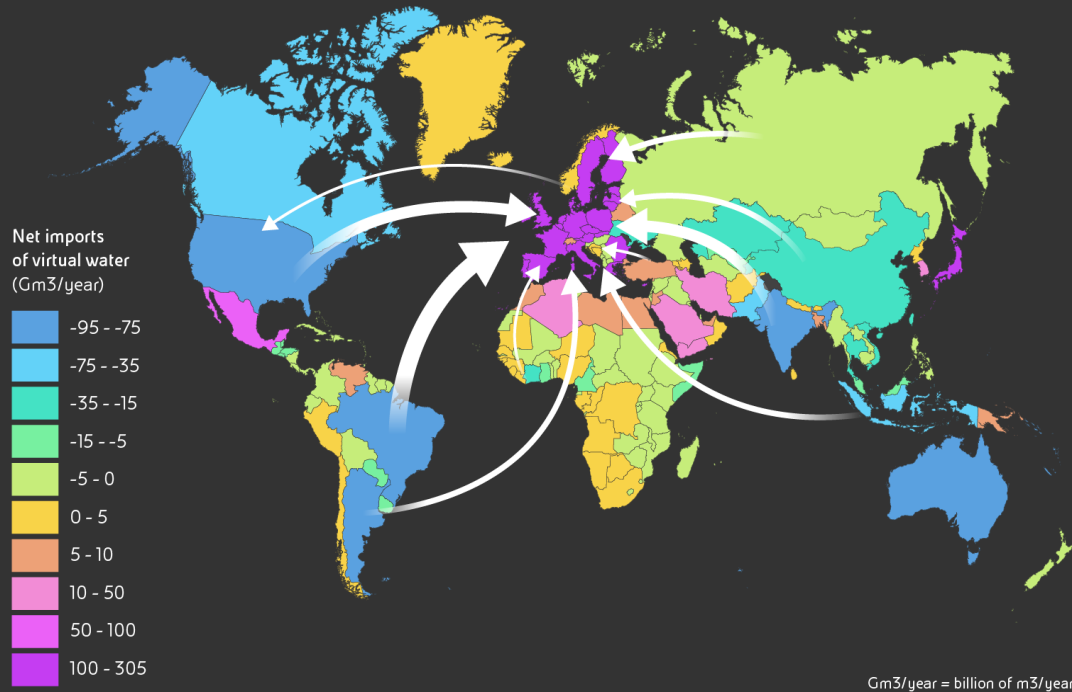 Net imports
of virtual water
(Gm3/year)
-95 - -75
-75 - -35
-35 - -15
-15 - -5
-5 - 0
0 - 5
5 - 10
10 - 50
50 - 100
100 - 305
Gm3/year = billion of m3/year